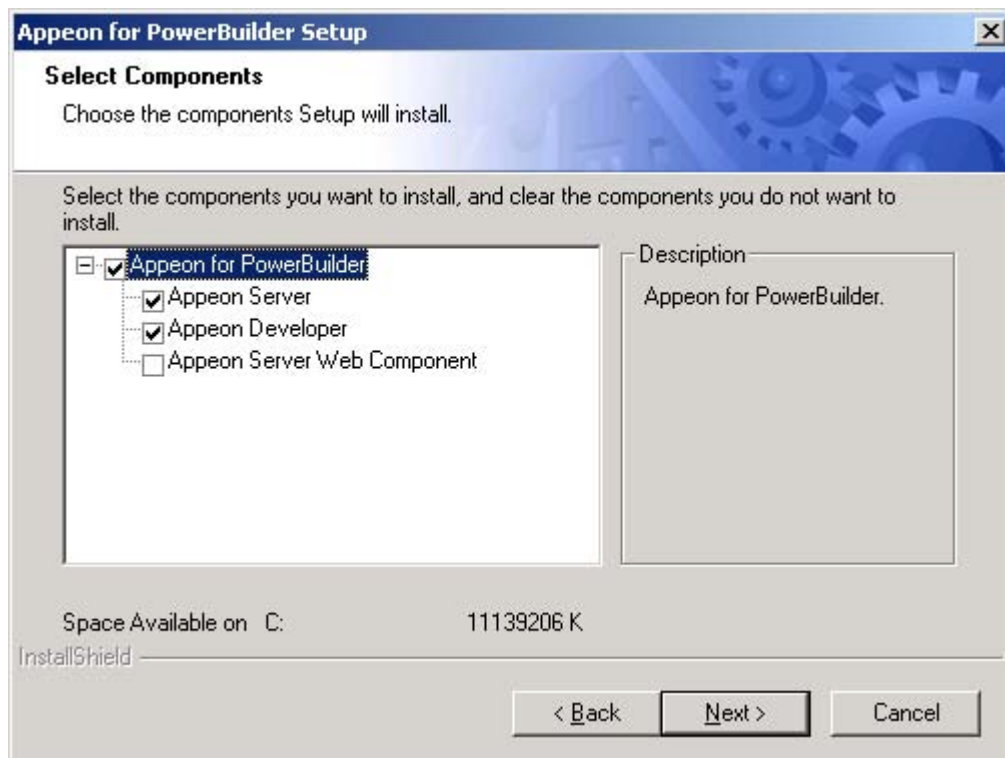 Appeon for PowerBuilder Setup
Select Components
Choose the components Setup will install.
Select the components you want to install, and clear the components you do not want to
install.
Appeon for PowerBuilder
Appeon Server
Appeon Developer
Appeon Server Web Component
Description
Appeon for PowerBuilder.
Space Available on C: 11139206 K
InstallShield
< Back Next > Cancel